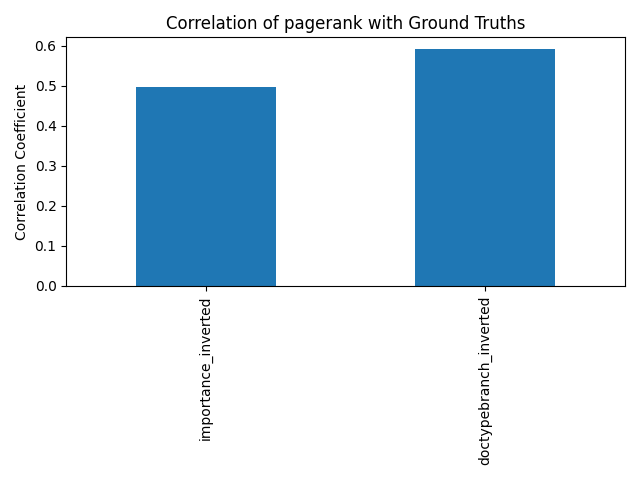 Correlation of pagerank with Ground Truths
Correlation Coefficient
0.6
0.5
0.4
0.3
0.2
0.1
0.0
importance_inverted
doctypebranch_inverted